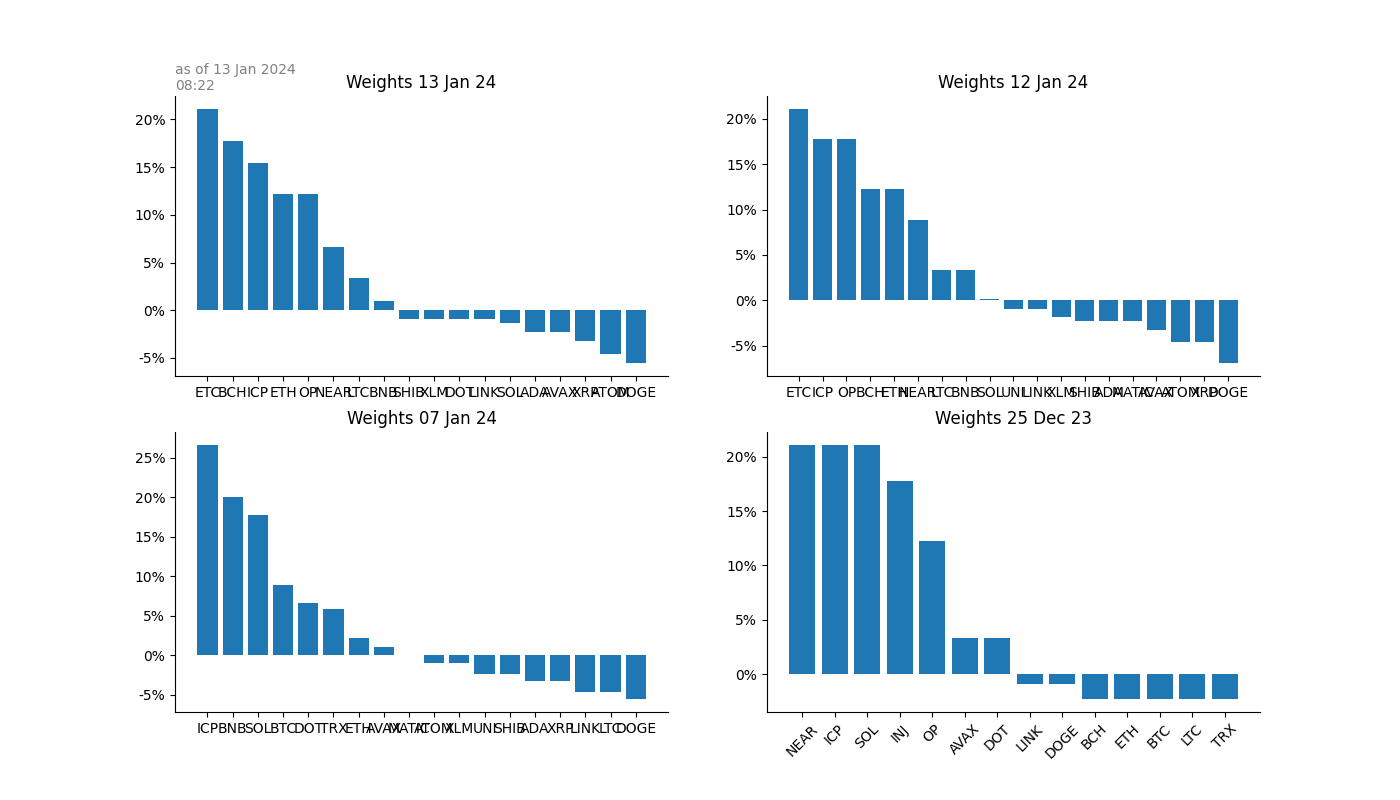 as of 13 Jan 2024
08:22
Weights 13 Jan 24
20%
15%
10%
5%
0%
-5%
ETC BCH ICP ETH OP NEAR LTC BNB SHIB XLM DOT LINK SOL ADA AVAX XRP ATOM DOGE
Weights 12 Jan 24
20%
15%
10%
5%
0%
-5%
ETC ICP OP BCH ETH NEAR LTC BNB SOL UNI LINK XLM SHIB ADA MATIC AVAX ATOM XRP DOGE
Weights 07 Jan 24
25%
20%
15%
10%
5%
0%
-5%
ICP BNB SOL BTC DOT TRX ETH AVAX MATIC ATOM XLM UNI SHIB ADA XRP LINK LTC DOGE
Weights 25 Dec 23
20%
15%
10%
5%
0%
NEAR ICP SOL INJ OP AVAX DOT LINK DOGE BCH ETH BTC LTC TRX